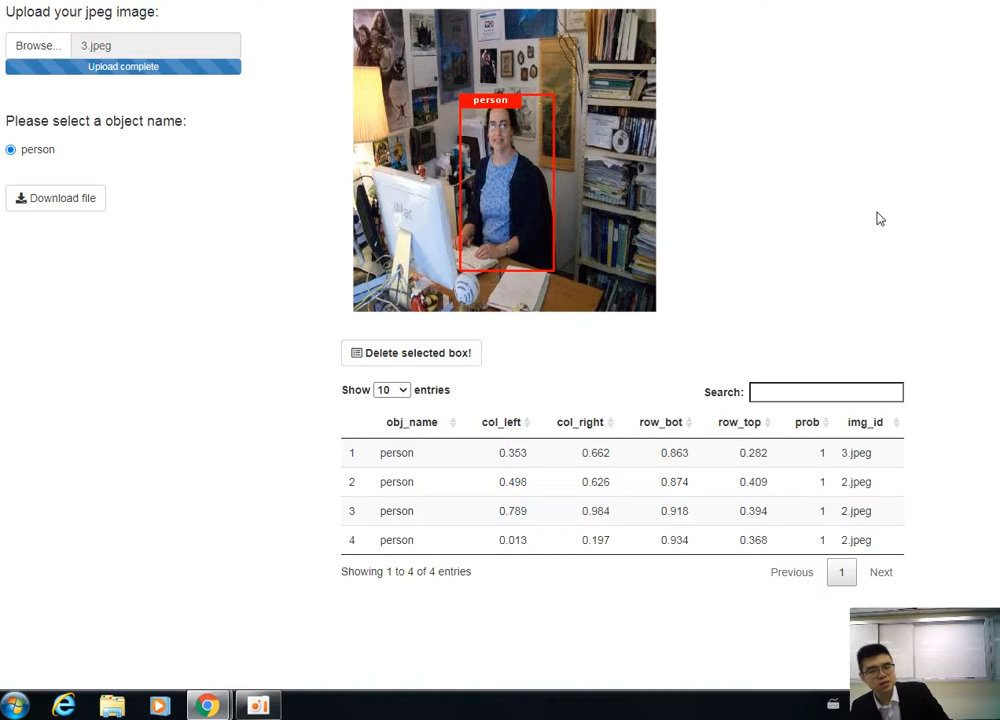 Upload your jpeg image:
Browse... 3.jpeg
Upload complete
Please select a object name:
person
Download file
person
iMac
Delete selected box!
Show 10 entries
Search:
obj_name col_left col_right row_bot row_top prob img_id
1 person 0.353 0.662 0.863 0.282 1 3.jpeg
2 person 0.498 0.626 0.874 0.409 1 2.jpeg
3 person 0.789 0.984 0.918 0.394 1 2.jpeg
4 person 0.013 0.197 0.934 0.368 1 2.jpeg
Showing 1 to 4 of 4 entries
Previous 1 Next